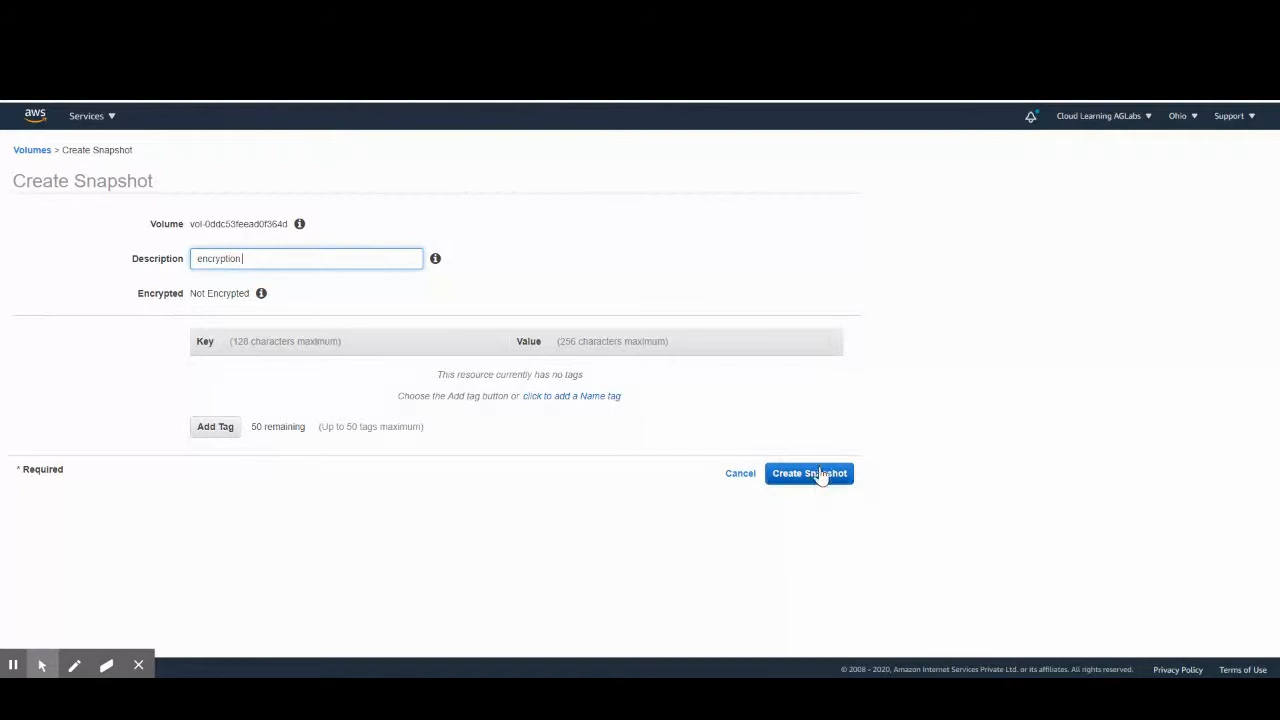 aws Services Cloud Learning AGLabs Ohio Support
Volumes > Create Snapshot
Create Snapshot
Volume vol-0ddc53feead0f364d
Description encryption
Encrypted Not Encrypted
Key (128 characters maximum) Value (256 characters maximum)
This resource currently has no tags
Choose the Add tag button or click to add a Name tag
Add Tag 50 remaining (Up to 50 tags maximum)
* Required Cancel Create Snapshot
© 2008 - 2020, Amazon Internet Services Private Ltd. or its affiliates. All rights reserved. Privacy Policy Terms of Use